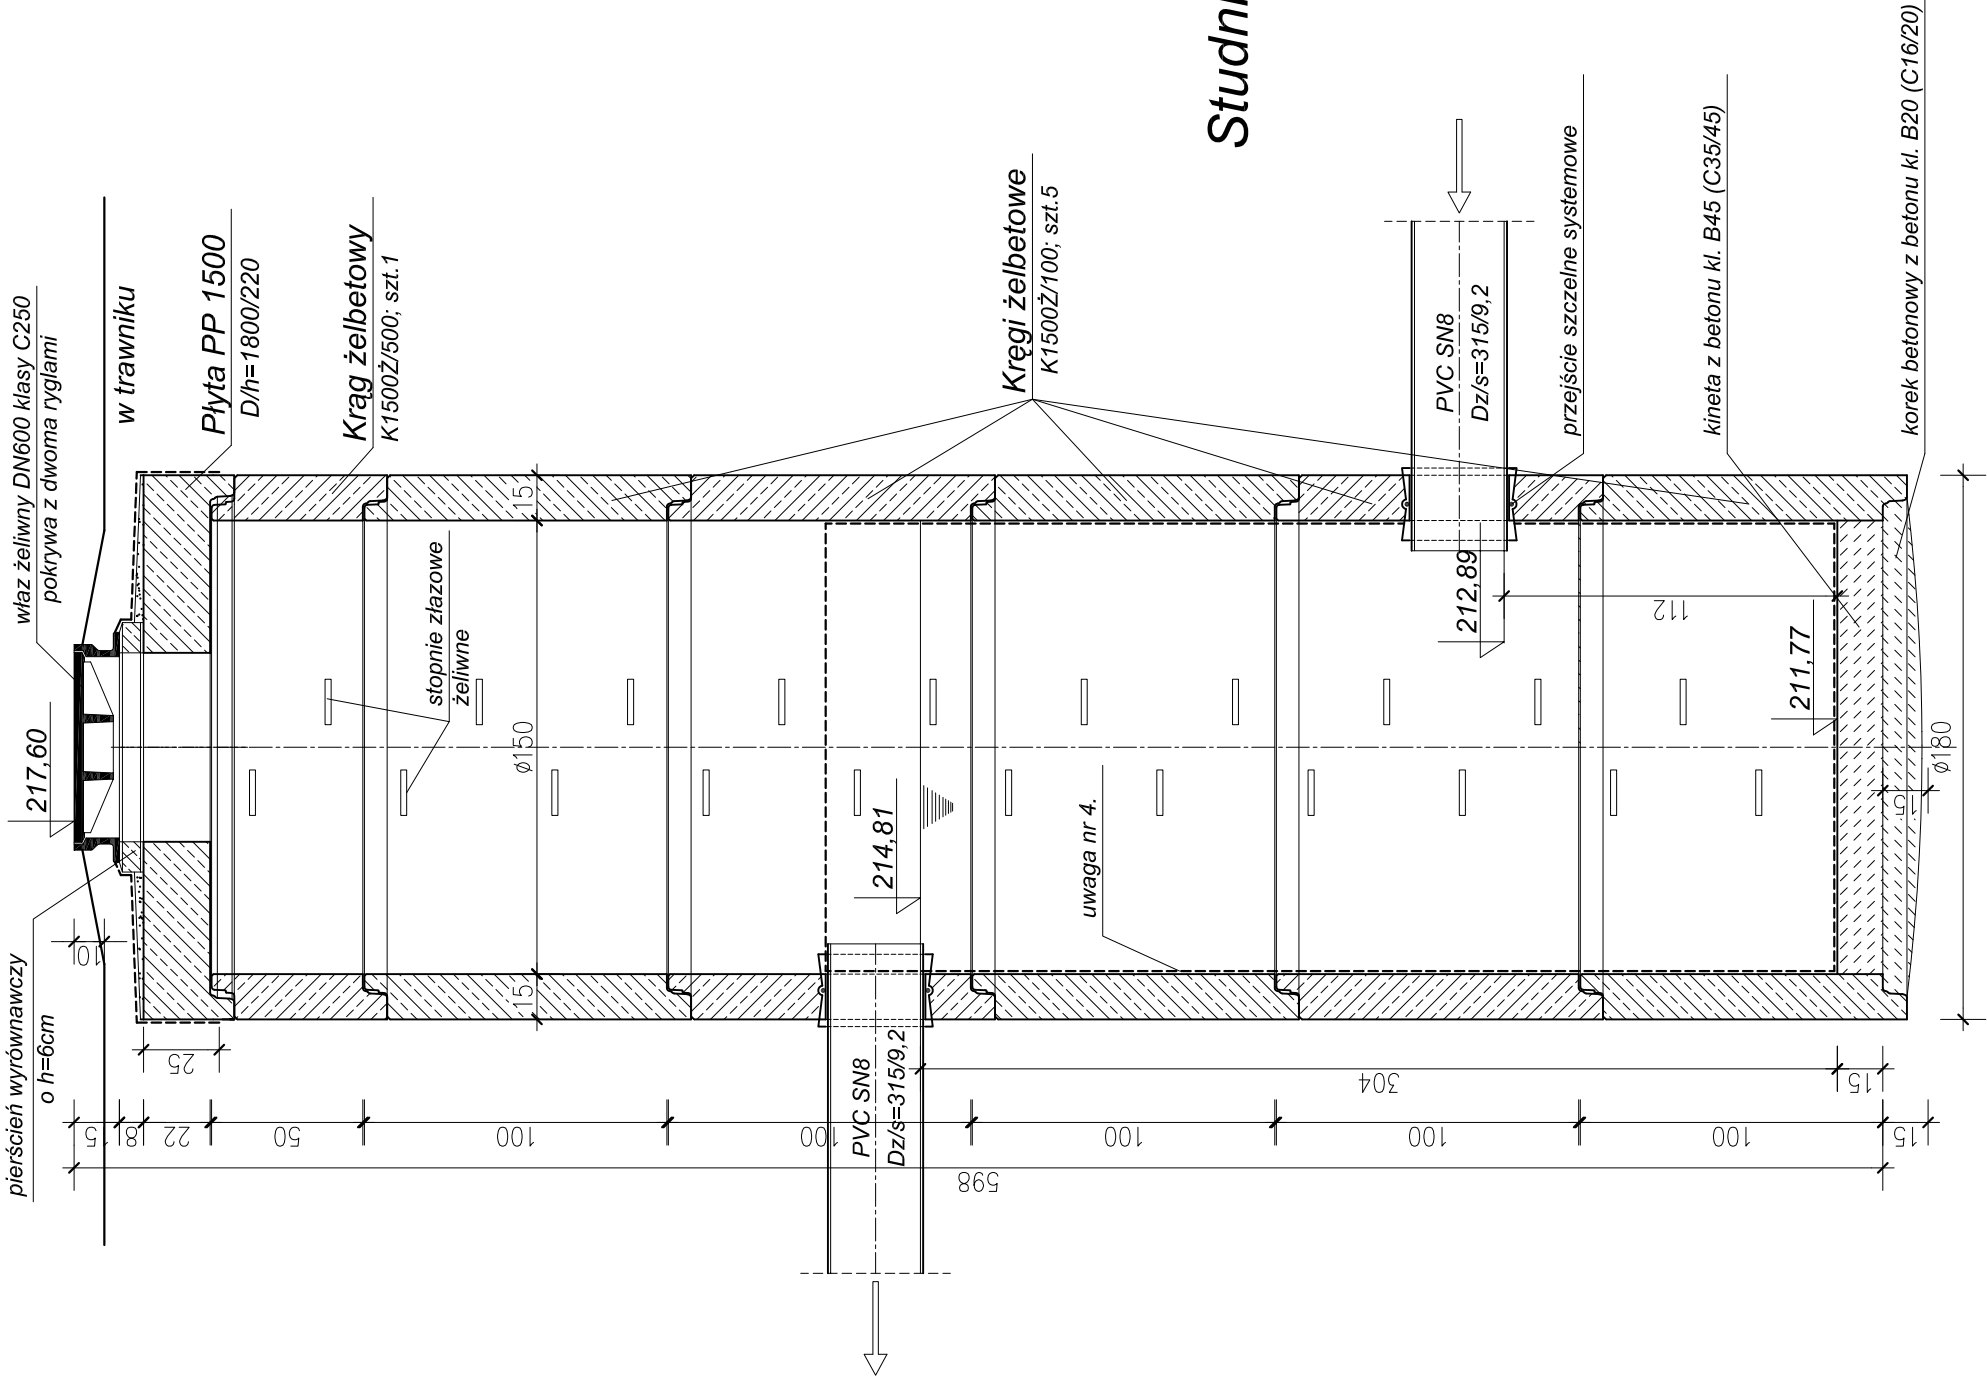 właz żeliwny DN600 klasy C250
pokrywa z dwoma ryglami
217,60
w trawniku
Płyta PP 1500
D/h=1800/220
Krąg żelbetowy
K1500Ż/500; szt.1
stopnie złazowe
żeliwne
Kręgi żelbetowe
K1500Ż/100; szt.5
Studni
PVC SN8
Dz/s=315/9,2
przejście szczelne systemowe
kineta z betonu kl. B45 (C35/45)
korek betonowy z betonu kl. B20 (C16/20)
212,89
112
211,77
214,81
uwaga nr 4.
PVC SN8
Dz/s=315/9,2
pierścień wyrównawczy
o h=6cm
10
25
15
ϕ150
15
ϕ180
15
304
15
15
8
22
50
100
100
100
100
100
15
598